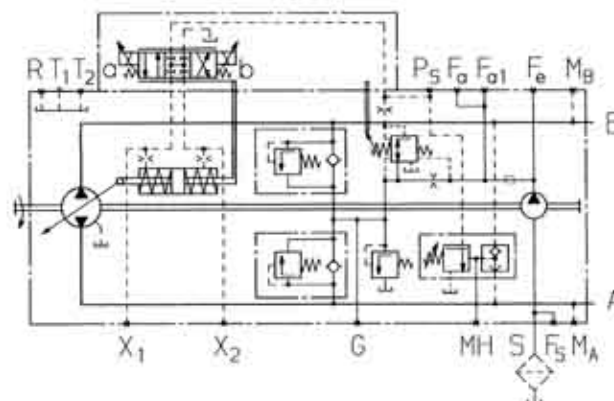 a b
R T1 T2 PS Fa Fa1 Fe MB
B
A
X1 X2 G MH S FS MA